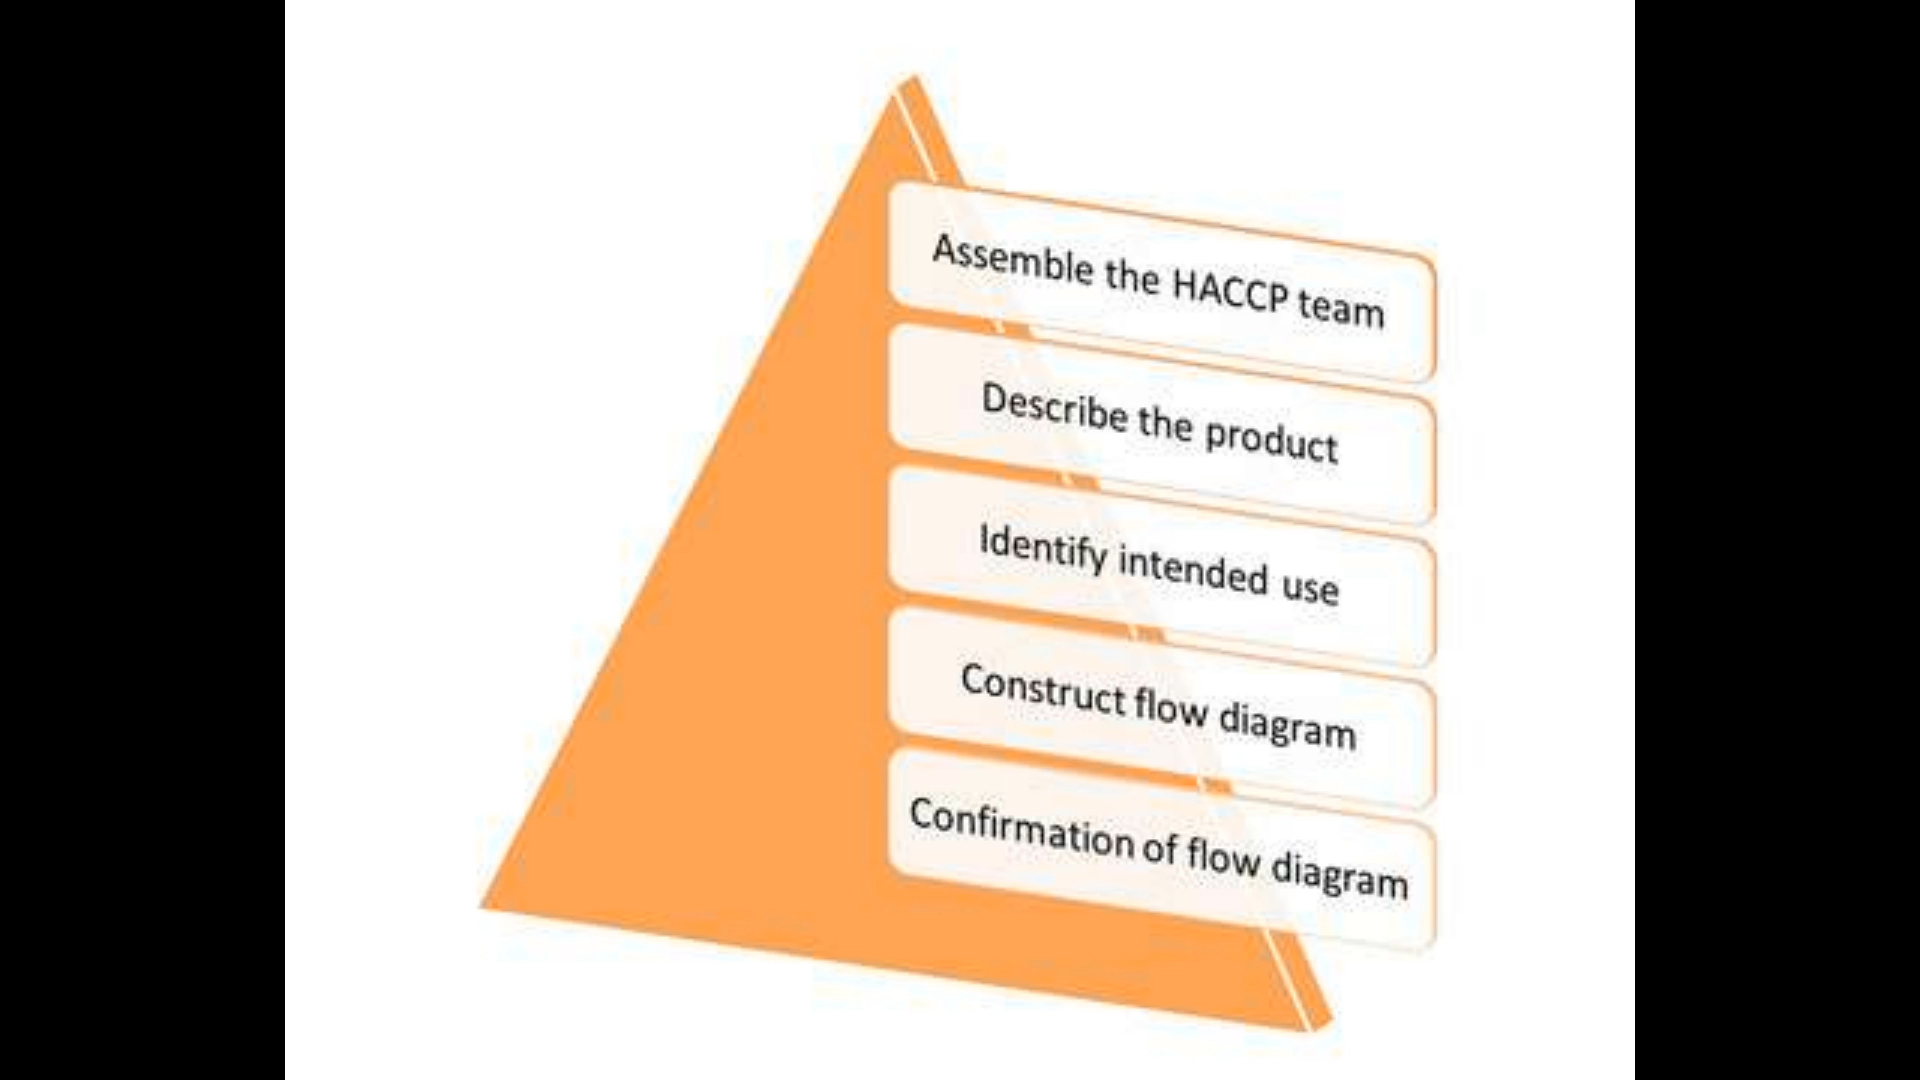 Assemble the HACCP team
Describe the product
Identify intended use
Construct flow diagram
Confirmation of flow diagram